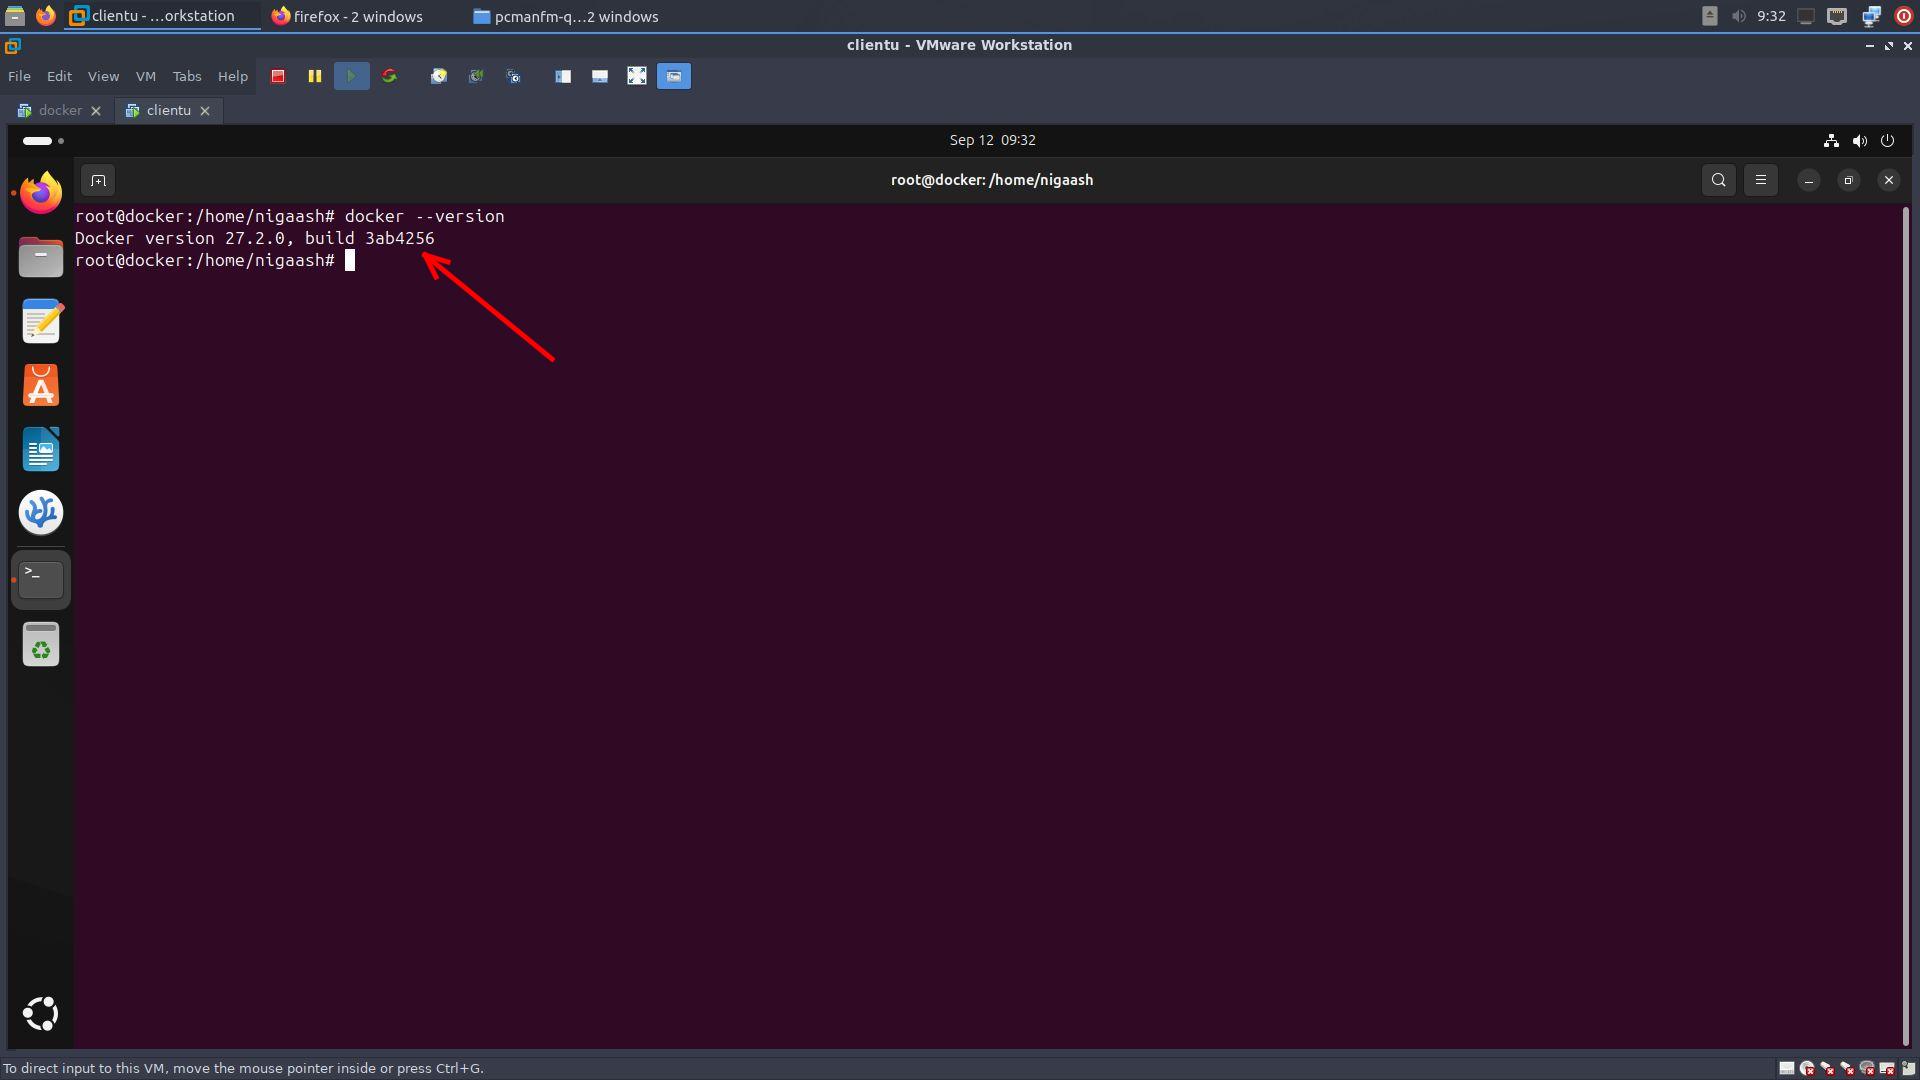 clientu - ...orkstation
firefox - 2 windows
pcmanfm-q...2 windows
9:32
clientu - VMware Workstation
File Edit View VM Tabs Help
docker
clientu
Sep 12 09:32
root@docker: /home/nigaash
root@docker:/home/nigaash# docker --version
Docker version 27.2.0, build 3ab4256
root@docker:/home/nigaash#
>_
To direct input to this VM, move the mouse pointer inside or press Ctrl+G.